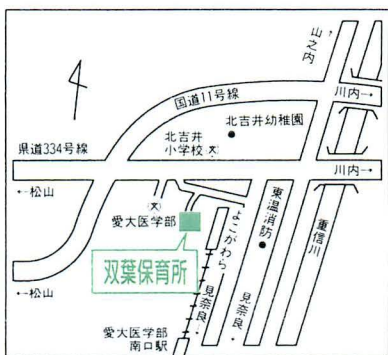 山之内
国道11号線
川内→
北吉井幼稚園
北吉井
小学校
文
県道334号線
川内→
←松山
文
愛大医学部
東温消防
重信川
よこがわら
双葉保育所
見奈良
見奈良
←松山
愛大医学部
南口駅